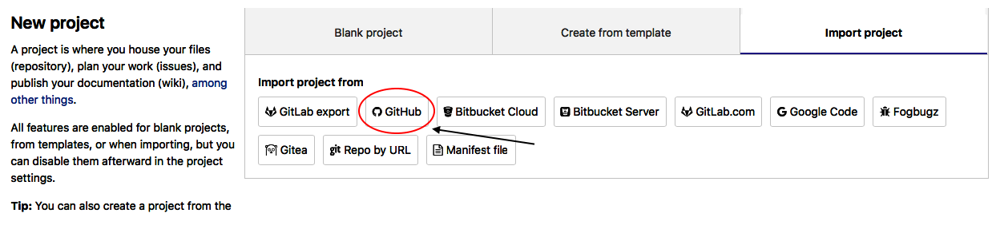 New project
A project is where you house your files
(repository), plan your work (issues), and
publish your documentation (wiki), among
other things.
All features are enabled for blank projects,
from templates, or when importing, but you
can disable them afterward in the project
settings.
Tip: You can also create a project from the
Blank project
Create from template
Import project
Import project from
GitLab export
GitHub
Bitbucket Cloud
Bitbucket Server
GitLab.com
Google Code
Fogbugz
Gitea
git Repo by URL
Manifest file